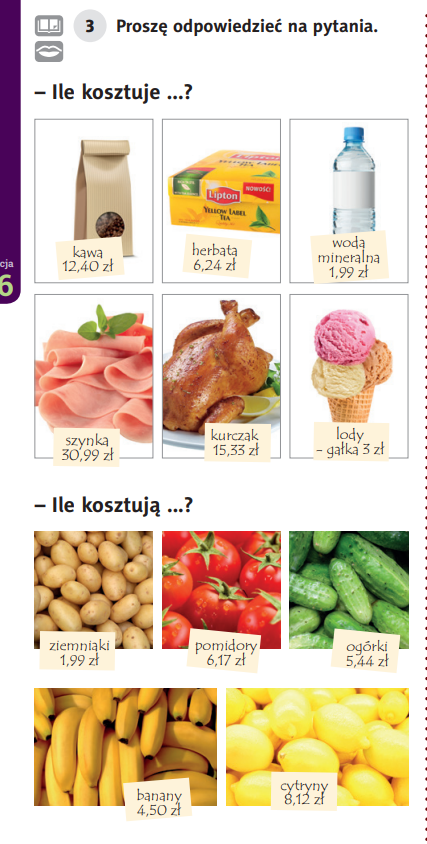 3 Proszę odpowiedzieć na pytania.
– Ile kosztuje ...?
kawa
12,40 zł
Lipton
NOWOŚĆ!
YELLOW LABEL
TEA
herbata
6,24 zł
woda
mineralna
1,99 zł
cja
6
szynka
30,99 zł
kurczak
15,33 zł
lody
- gałka 3 zł
– Ile kosztują ...?
ziemniaki
1,99 zł
pomidory
6,17 zł
ogórki
5,44 zł
banany
4,50 zł
cytryny
8,12 zł